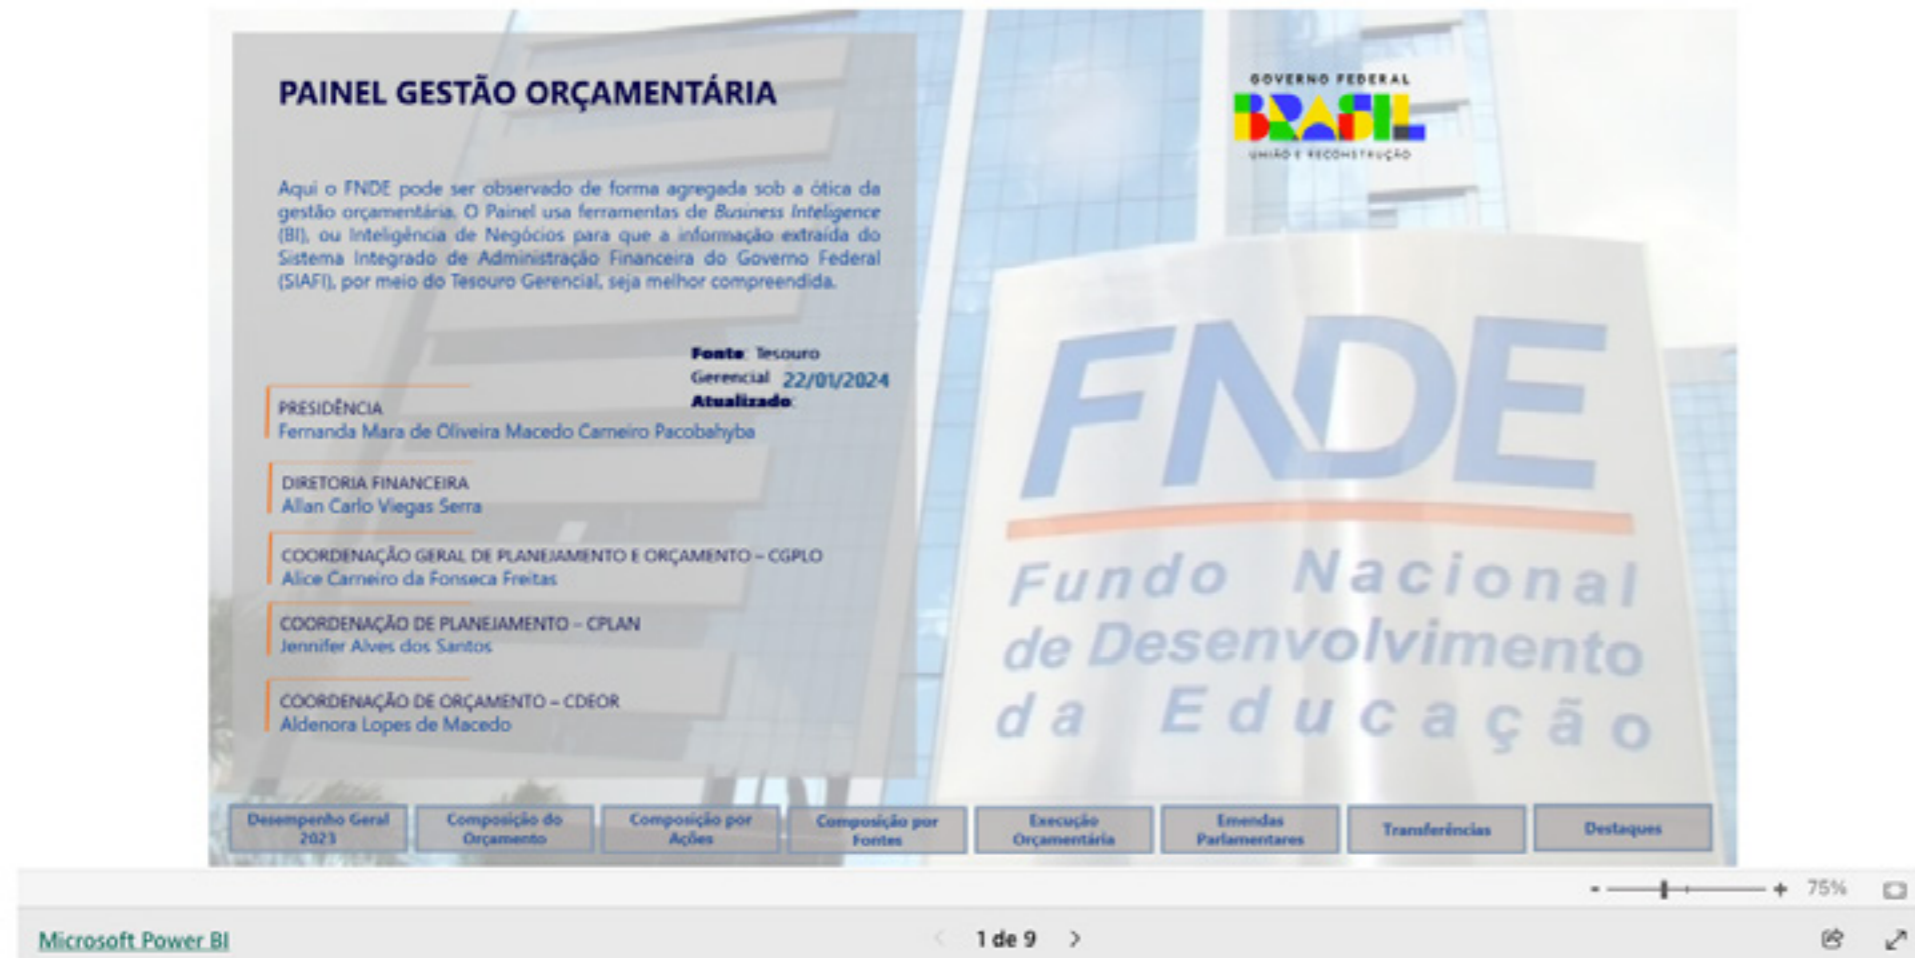 PAINEL GESTÃO ORÇAMENTÁRIA
GOVERNO FEDERAL
BRASIL
UNIÃO E RECONSTRUÇÃO
Aqui o FNDE pode ser observado de forma agregada sob a ótica da
gestão orçamentária. O Painel usa ferramentas de Business Inteligence
(BI), ou Inteligência de Negócios para que a informação extraída do
Sistema Integrado de Administração Financeira do Governo Federal
(SIAFI), por meio do Tesouro Gerencial, seja melhor compreendida.
Fonte: Tesouro
Gerencial 22/01/2024
Atualizado:
PRESIDÊNCIA
Fernanda Mara de Oliveira Macedo Carneiro Pacobahyba
DIRETORIA FINANCEIRA
Allan Carlo Viegas Serra
COORDENAÇÃO GERAL DE PLANEJAMENTO E ORÇAMENTO – CGPLO
Alice Carneiro da Fonseca Freitas
COORDENAÇÃO DE PLANEJAMENTO – CPLAN
Jennifer Alves dos Santos
COORDENAÇÃO DE ORÇAMENTO – CDEOR
Aldenora Lopes de Macedo
FNDE
Fundo Nacional
de Desenvolvimento
da Educação
Desempenho Geral
2023
Composição do
Orçamento
Composição por
Ações
Composição por
Fontes
Execução
Orçamentária
Emendas
Parlamentares
Transferências
Destaques
- + 75%
Microsoft Power BI
1 de 9